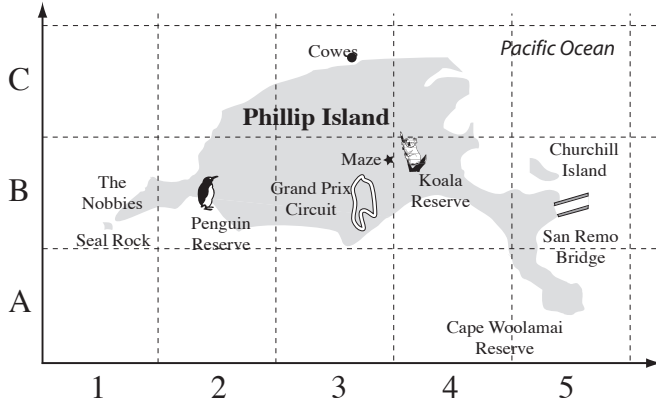 Cowes
Pacific Ocean
C
Phillip Island
Maze
Churchill
Island
B
The
Nobbies
Grand Prix
Circuit
Koala
Reserve
Penguin
Reserve
Seal Rock
San Remo
Bridge
A
Cape Woolamai
Reserve
1 2 3 4 5